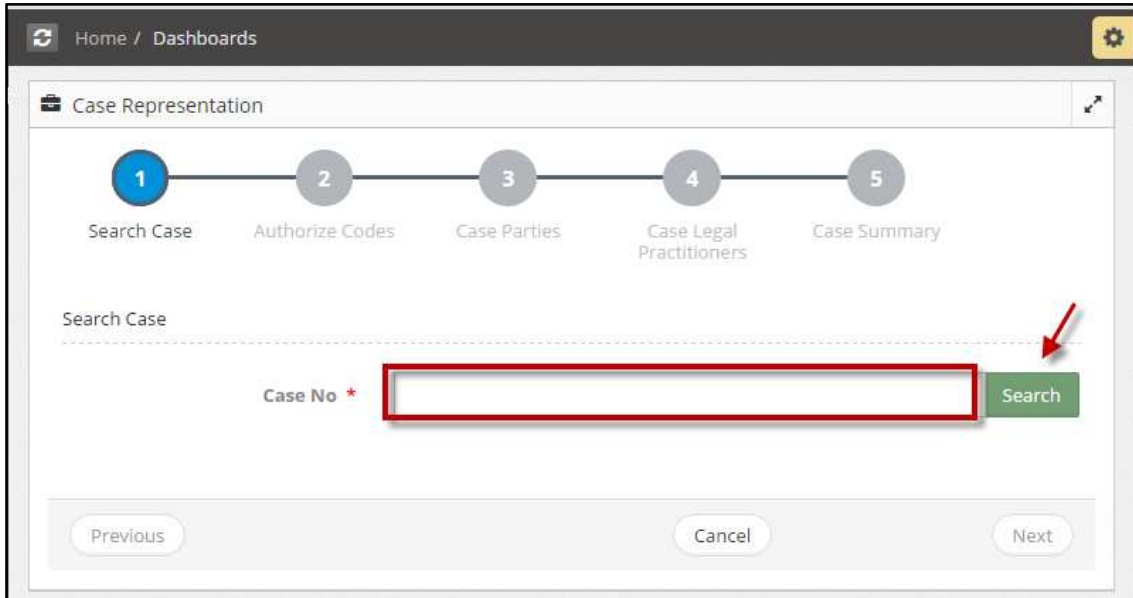 Home / Dashboards
Case Representation
1 2 3 4 5
Search Case Authorize Codes Case Parties Case Legal Case Summary
Practitioners
Search Case
Case No * Search
Previous Cancel Next